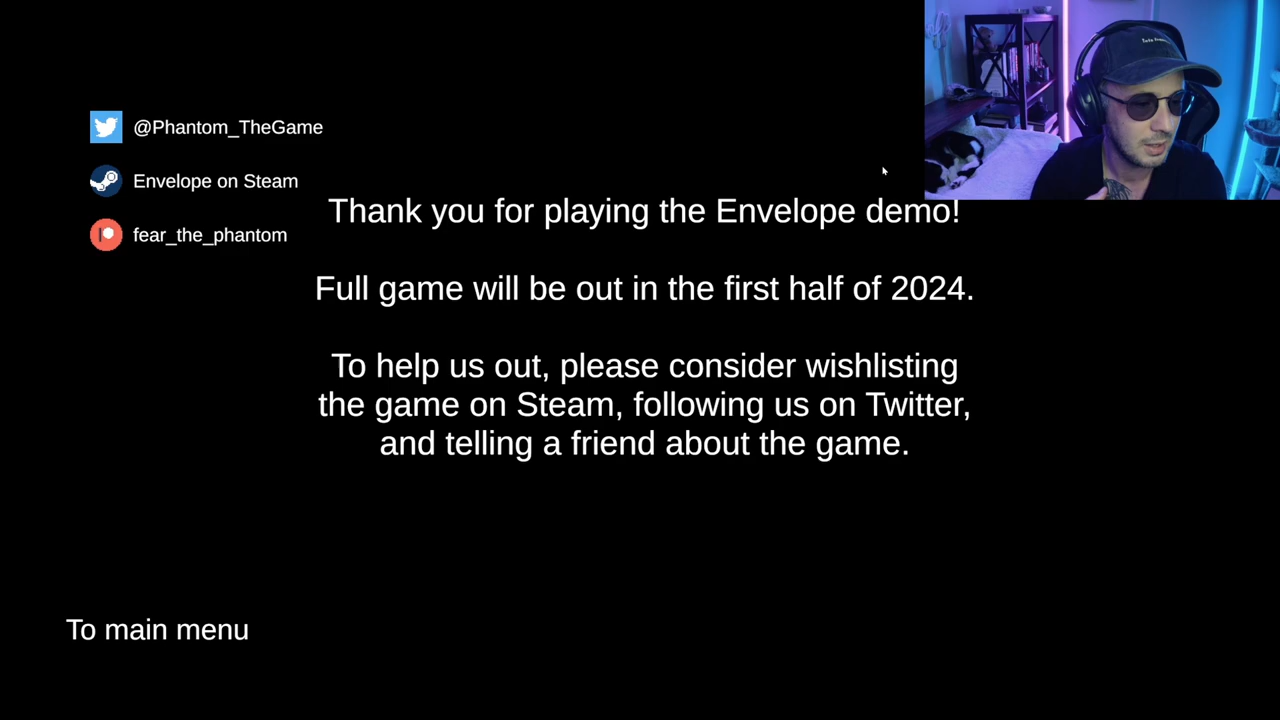 @Phantom_TheGame
Envelope on Steam
fear_the_phantom
Thank you for playing the Envelope demo!
Full game will be out in the first half of 2024.
To help us out, please consider wishlisting
the game on Steam, following us on Twitter,
and telling a friend about the game.
To main menu